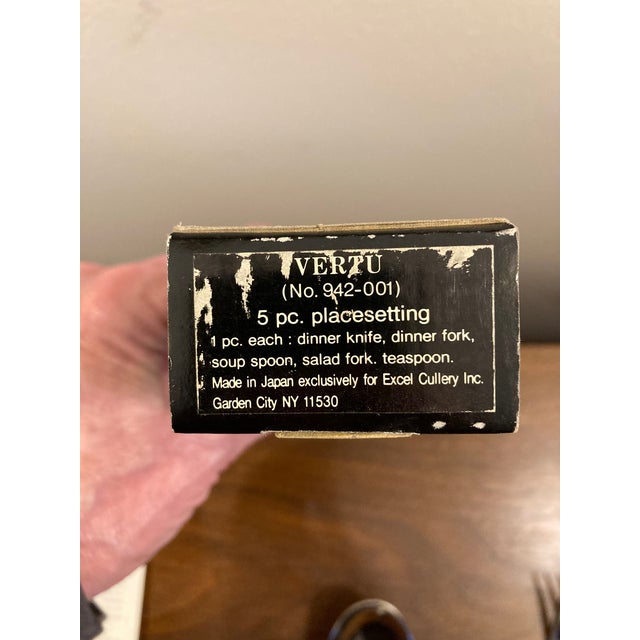 VERTU
(No. 942-001)
5 pc. placesetting
1 pc. each : dinner knife, dinner fork,
soup spoon, salad fork. teaspoon.
Made in Japan exclusively for Excel Cullery Inc.
Garden City NY 11530